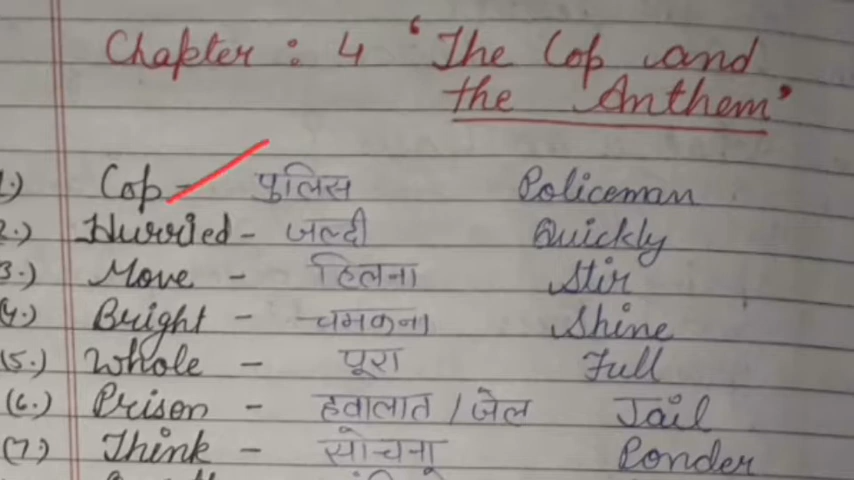 Chapter : 4 'The Cop and
the Anthem'
1.) Cop - पुलिस Policeman
2.) Hurried - जल्दी Quickly
3.) Move - हिलना Stir
(4.) Bright - चमकना Shine
(5.) Whole - पूरा Full
(6.) Prison - हवालात / जेल Jail
(7.) Think - सोचना Ponder